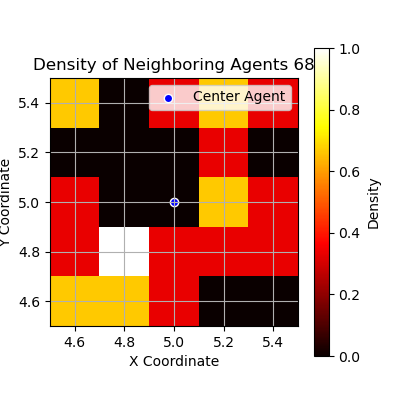 Density of Neighboring Agents 68
Center Agent
5.4
5.2
5.0
4.8
4.6
Y Coordinate
4.6 4.8 5.0 5.2 5.4
X Coordinate
1.0
0.8
0.6
0.4
0.2
0.0
Density